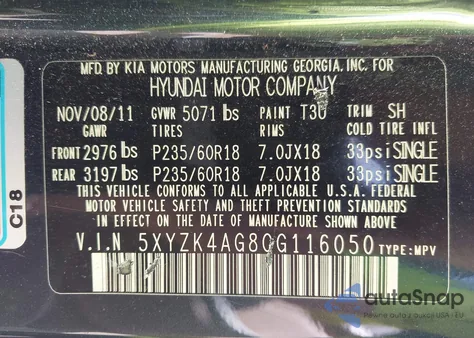 MFD. BY KIA MOTORS MANUFACTURING GEORGIA, INC. FOR
HYUNDAI MOTOR COMPANY
NOV/08/11 GVWR 5071 lbs PAINT T30 TRIM SH
GAWR TIRES RIMS COLD TIRE INFL
FRONT 2976 lbs P235/60R18 7.0JX18 33psi SINGLE
REAR 3197 lbs P235/60R18 7.0JX18 33psi SINGLE
THIS VEHICLE CONFORMS TO ALL APPLICABLE U.S.A. FEDERAL
MOTOR VEHICLE SAFETY AND THEFT PREVENTION STANDARDS
IN EFFECT ON THE DATE OF MANUFACTURE SHOWN ABOVE.
V.I.N 5XYZK4AG8CG116050 TYPE: MPV
C18
autoSnap